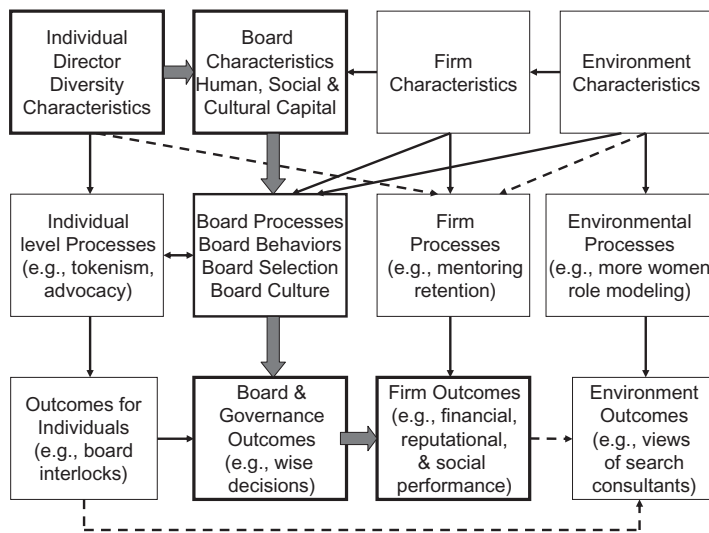 Individual
Director
Diversity
Characteristics
Board
Characteristics
Human, Social &
Cultural Capital
Firm
Characteristics
Environment
Characteristics
Individual
level Processes
(e.g., tokenism,
advocacy)
Board Processes
Board Behaviors
Board Selection
Board Culture
Firm
Processes
(e.g., mentoring
retention)
Environmental
Processes
(e.g., more women
role modeling)
Outcomes for
Individuals
(e.g., board
interlocks)
Board &
Governance
Outcomes
(e.g., wise
decisions)
Firm Outcomes
(e.g., financial,
reputational,
& social
performance)
Environment
Outcomes
(e.g., views
of search
consultants)